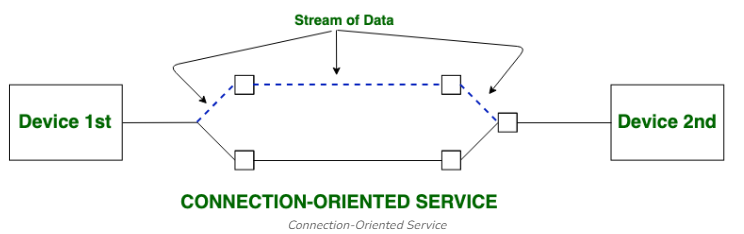 Stream of Data
Device 1st
Device 2nd
CONNECTION-ORIENTED SERVICE
Connection-Oriented Service